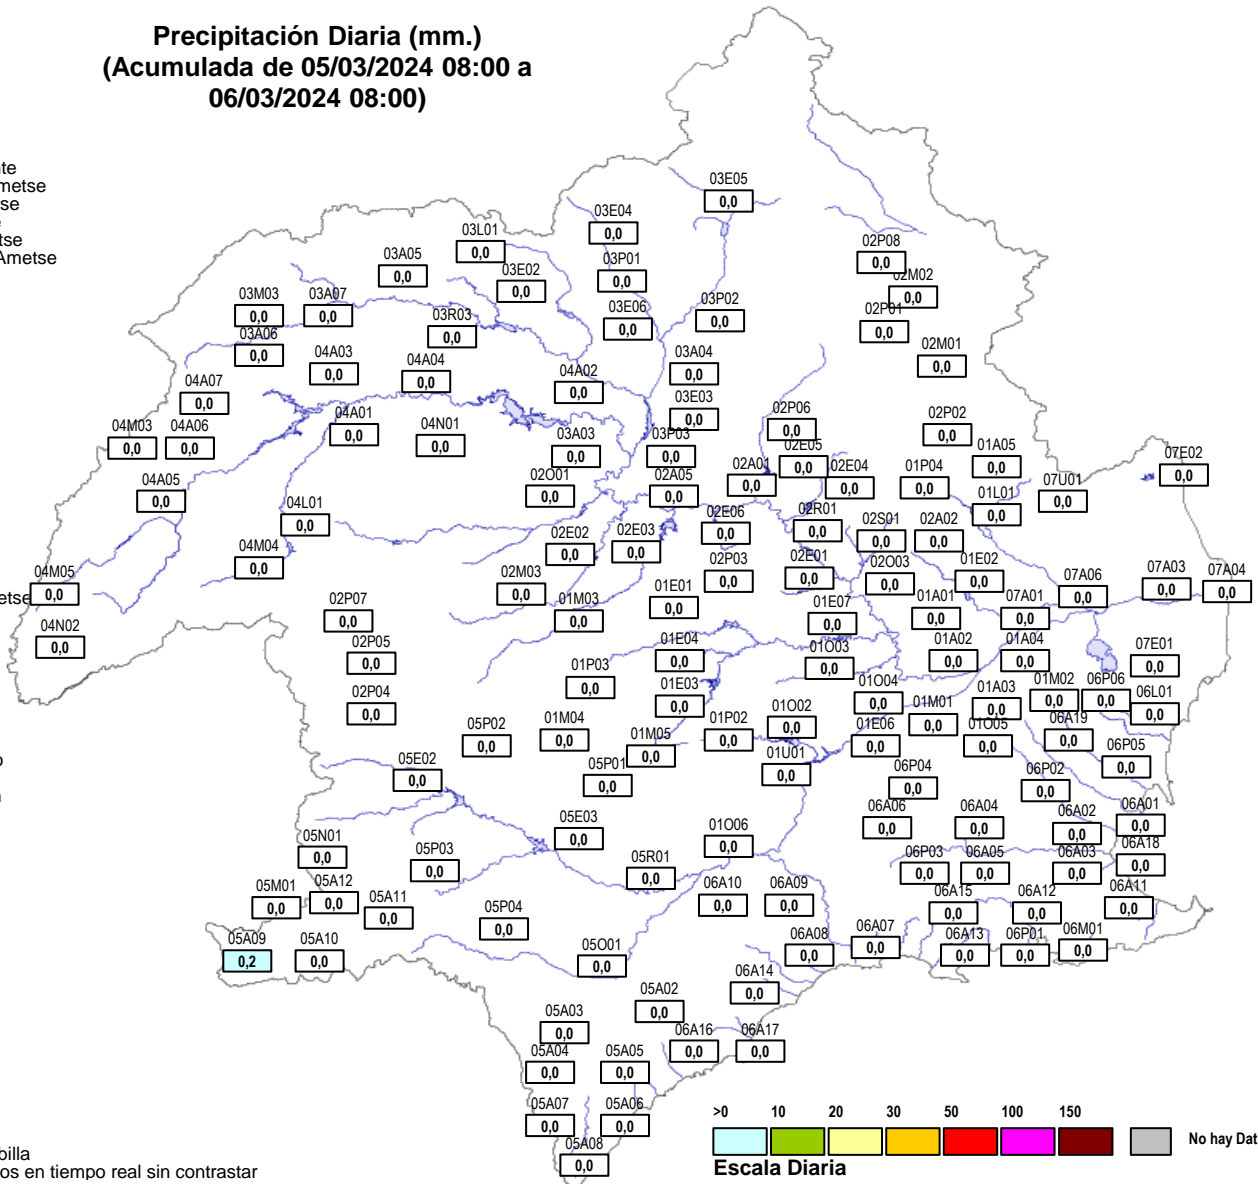 Precipitación Diaria (mm.)
(Acumulada de 05/03/2024 08:00 a
06/03/2024 08:00)
nte
metse
tse
e
tse
Ametse
03E05
0,0
03E04
0,0
03L01
0,0
03A05
0,0
03E02
0,0
03P01
0,0
02P08
0,0
02M02
0,0
03M03
0,0
03A07
0,0
03R03
0,0
03E06
0,0
03P02
0,0
02P01
0,0
03A06
0,0
04A03
0,0
04A04
0,0
04A02
0,0
03A04
0,0
02M01
0,0
04A07
0,0
03E03
0,0
04M03
0,0
04A06
0,0
04A01
0,0
04N01
0,0
03A03
0,0
03P03
0,0
02P06
0,0
02E05
0,0
02P02
0,0
01A05
0,0
07E02
0,0
04A05
0,0
02O01
0,0
02A05
0,0
02A01
0,0
02E04
0,0
01P04
0,0
01L01
0,0
07U01
0,0
04L01
0,0
02E06
0,0
02R01
0,0
02S01
0,0
02A02
0,0
04M04
0,0
02E02
0,0
02E03
0,0
02P03
0,0
02E01
0,0
02O03
0,0
01E02
0,0
04M05
0,0
etse
02M03
0,0
01M03
0,0
01E01
0,0
07A06
0,0
07A03
0,0
07A04
0,0
04N02
0,0
02P07
0,0
01E07
0,0
01A01
0,0
07A01
0,0
02P05
0,0
01E04
0,0
01O03
0,0
01A02
0,0
01A04
0,0
07E01
0,0
02P04
0,0
01P03
0,0
01E03
0,0
01O04
0,0
01M01
0,0
01A03
0,0
01M02
0,0
06P06
0,0
06L01
0,0
05P02
0,0
01M04
0,0
01M05
0,0
01P02
0,0
01O02
0,0
01E06
0,0
01O05
0,0
06A19
0,0
06P05
0,0
05E02
0,0
05P01
0,0
01U01
0,0
06P04
0,0
06P02
0,0
05E03
0,0
01O06
0,0
06A06
0,0
06A04
0,0
06A02
0,0
06A01
0,0
05N01
0,0
05P03
0,0
05R01
0,0
06P03
0,0
06A05
0,0
06A03
0,0
06A18
0,0
05M01
0,0
05A12
0,0
05A11
0,0
06A10
0,0
06A09
0,0
06A15
0,0
06A12
0,0
06A11
0,0
05A09
0,2
05A10
0,0
05P04
0,0
05O01
0,0
06A08
0,0
06A07
0,0
06A13
0,0
06P01
0,0
06M01
0,0
06A14
0,0
05A02
0,0
05A03
0,0
06A16
0,0
06A17
0,0
05A04
0,0
05A05
0,0
05A07
0,0
05A06
0,0
05A08
0,0
>0 10 20 30 50 100 150
No hay Dat
Escala Diaria
billa
os en tiempo real sin contrastar